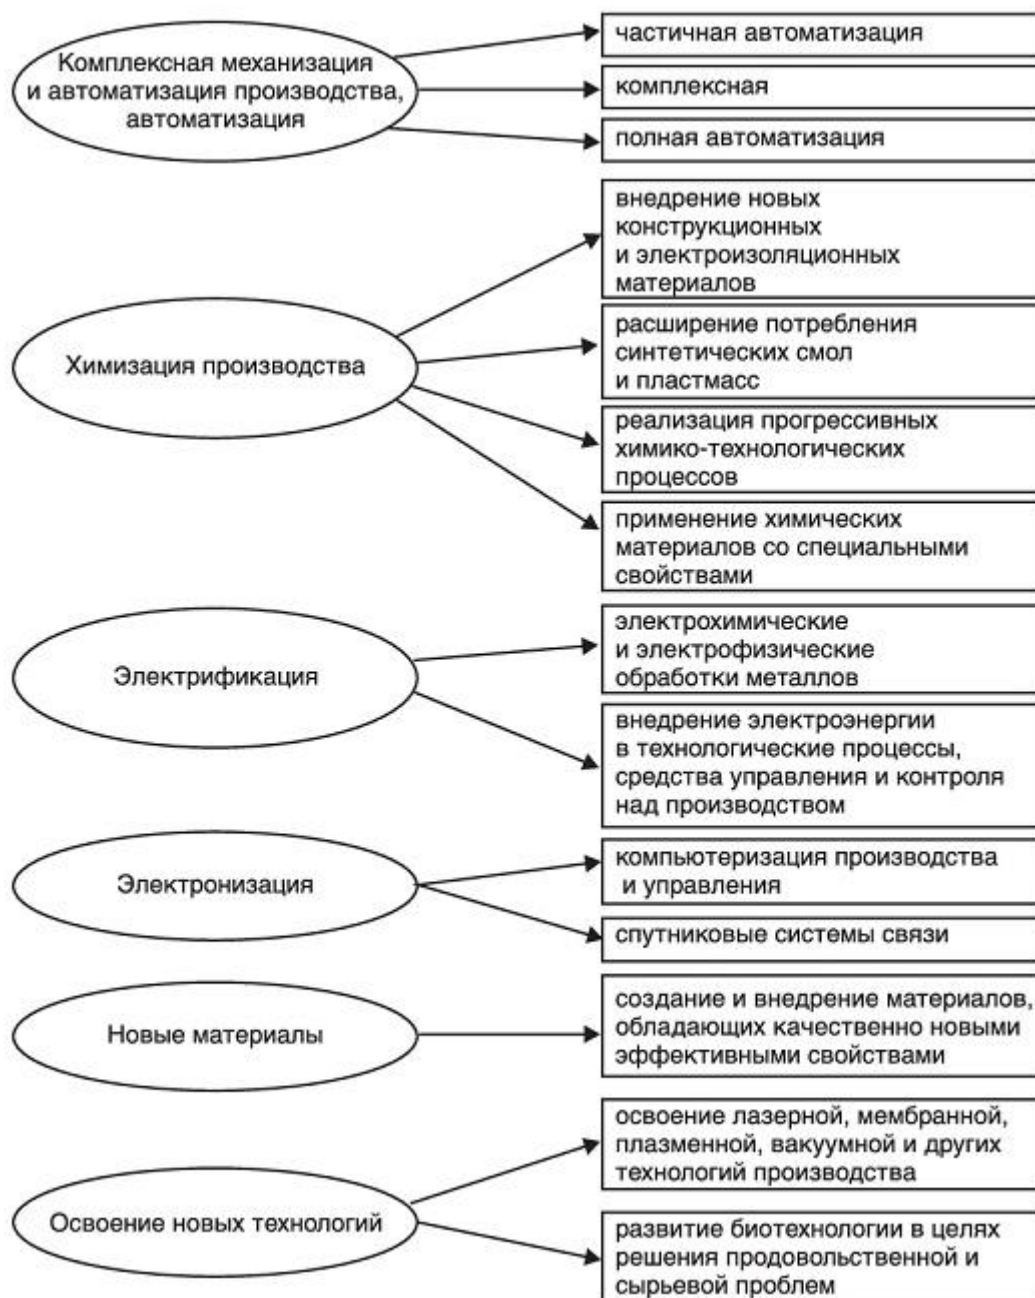 Комплексная механизация
и автоматизация производства,
автоматизация
частичная автоматизация
комплексная
полная автоматизация
Химизация производства
внедрение новых
конструкционных
и электроизоляционных
материалов
расширение потребления
синтетических смол
и пластмасс
реализация прогрессивных
химико-технологических
процессов
применение химических
материалов со специальными
свойствами
Электрификация
электрохимические
и электрофизические
обработки металлов
внедрение электроэнергии
в технологические процессы,
средства управления и контроля
над производством
Электронизация
компьютеризация производства
и управления
спутниковые системы связи
Новые материалы
создание и внедрение материалов,
обладающих качественно новыми
эффективными свойствами
Освоение новых технологий
освоение лазерной, мембранной,
плазменной, вакуумной и других
технологий производства
развитие биотехнологии в целях
решения продовольственной и
сырьевой проблем